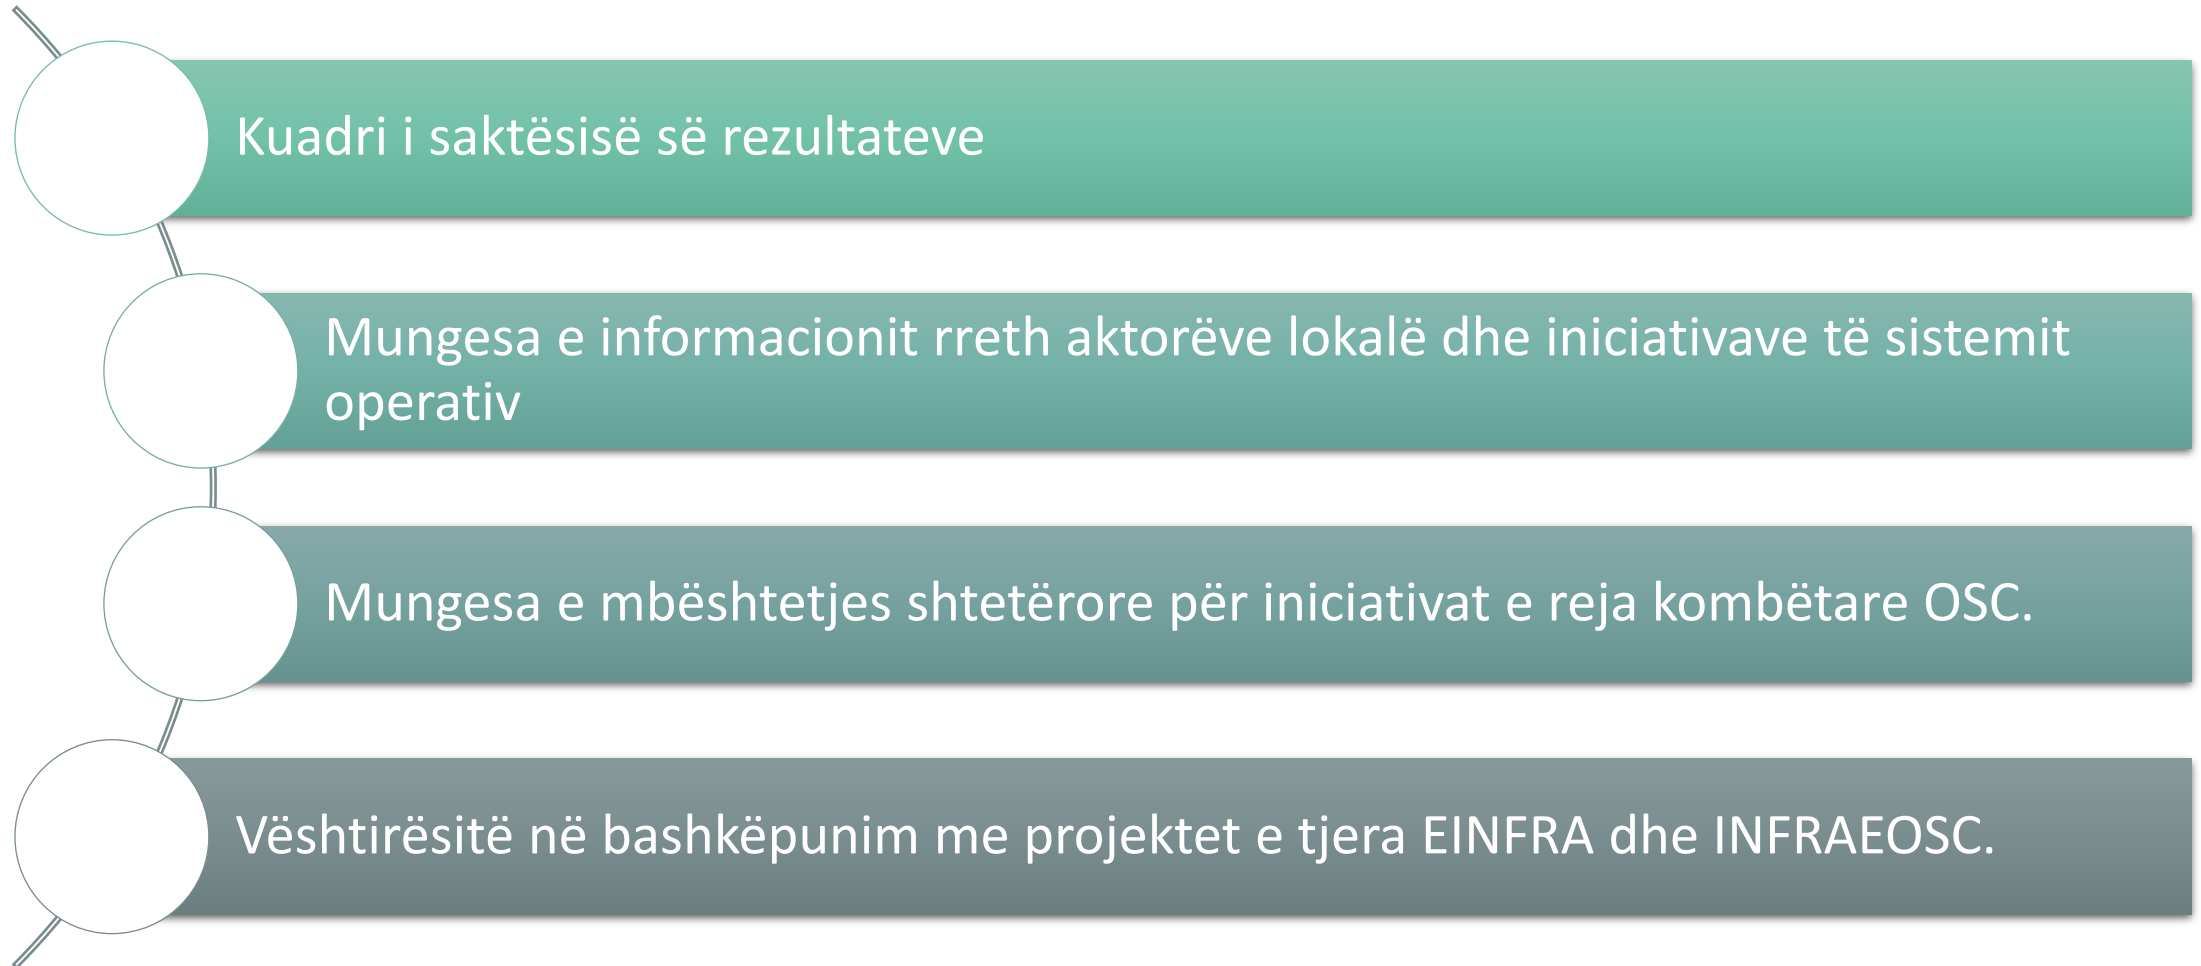 Kuadri i saktësisë së rezultateve
Mungesa e informacionit rreth aktorëve lokalë dhe iniciativave të sistemit
operativ
Mungesa e mbështetjes shtetërore për iniciativat e reja kombëtare OSC.
Vështirësitë në bashkëpunim me projektet e tjera EINFRA dhe INFRAEOSC.